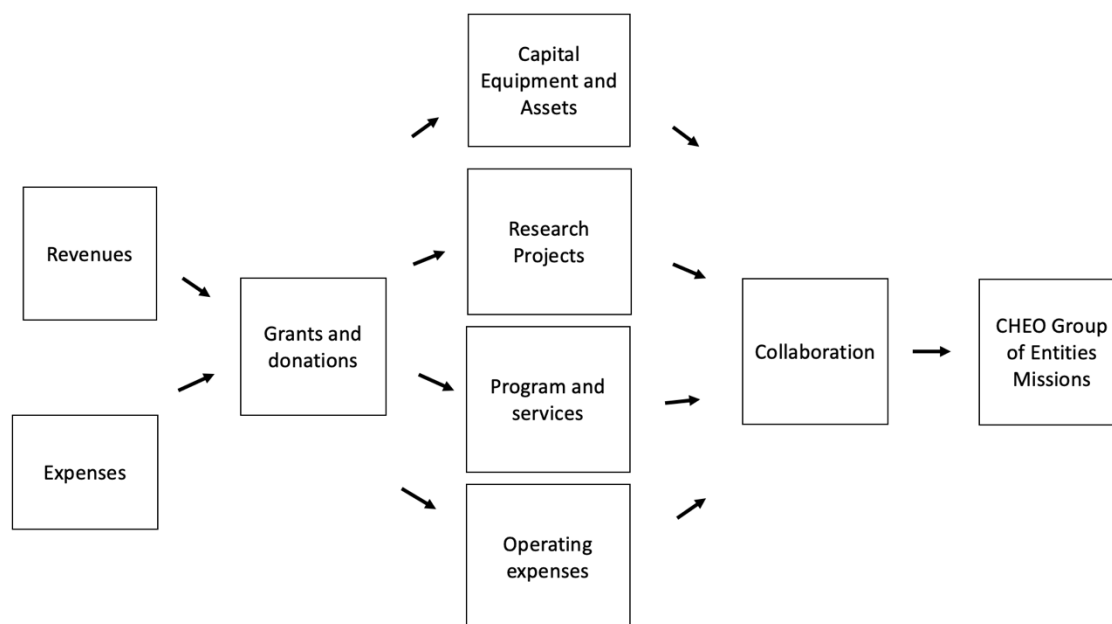 Revenues
Expenses
Grants and
donations
Capital
Equipment and
Assets
Research
Projects
Program and
services
Operating
expenses
Collaboration
CHEO Group
of Entities
Missions